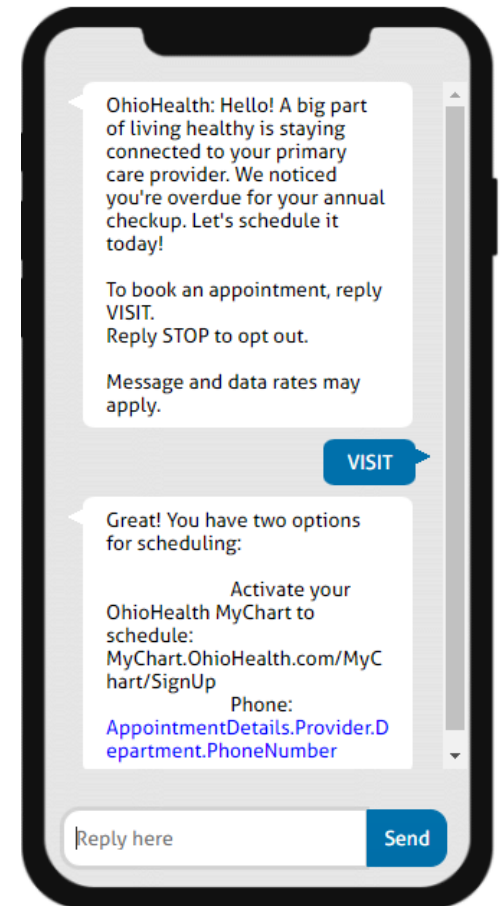 OhioHealth: Hello! A big part
of living healthy is staying
connected to your primary
care provider. We noticed
you're overdue for your annual
checkup. Let's schedule it
today!
To book an appointment, reply
VISIT.
Reply STOP to opt out.
Message and data rates may
apply.
VISIT
Great! You have two options
for scheduling:
Activate your
OhioHealth MyChart to
schedule:
MyChart.OhioHealth.com/MyC
hart/SignUp
Phone:
AppointmentDetails.Provider.D
epartment.PhoneNumber
Reply here
Send